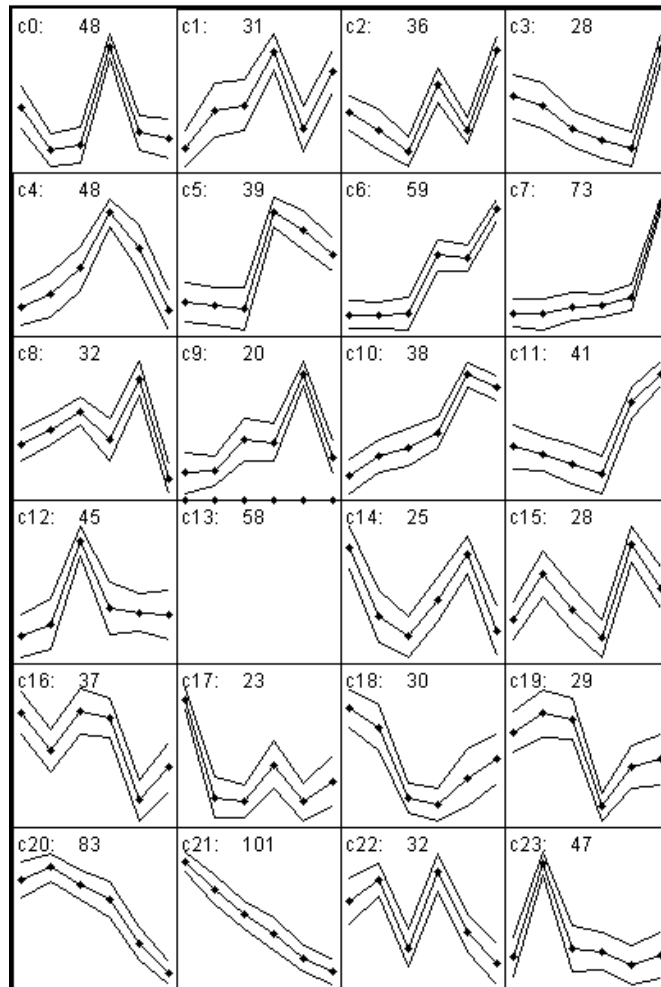 c0: 48 c1: 31 c2: 36 c3: 28
c4: 48 c5: 39 c6: 59 c7: 73
c8: 32 c9: 20 c10: 38 c11: 41
c12: 45 c13: 58 c14: 25 c15: 28
c16: 37 c17: 23 c18: 30 c19: 29
c20: 83 c21: 101 c22: 32 c23: 47